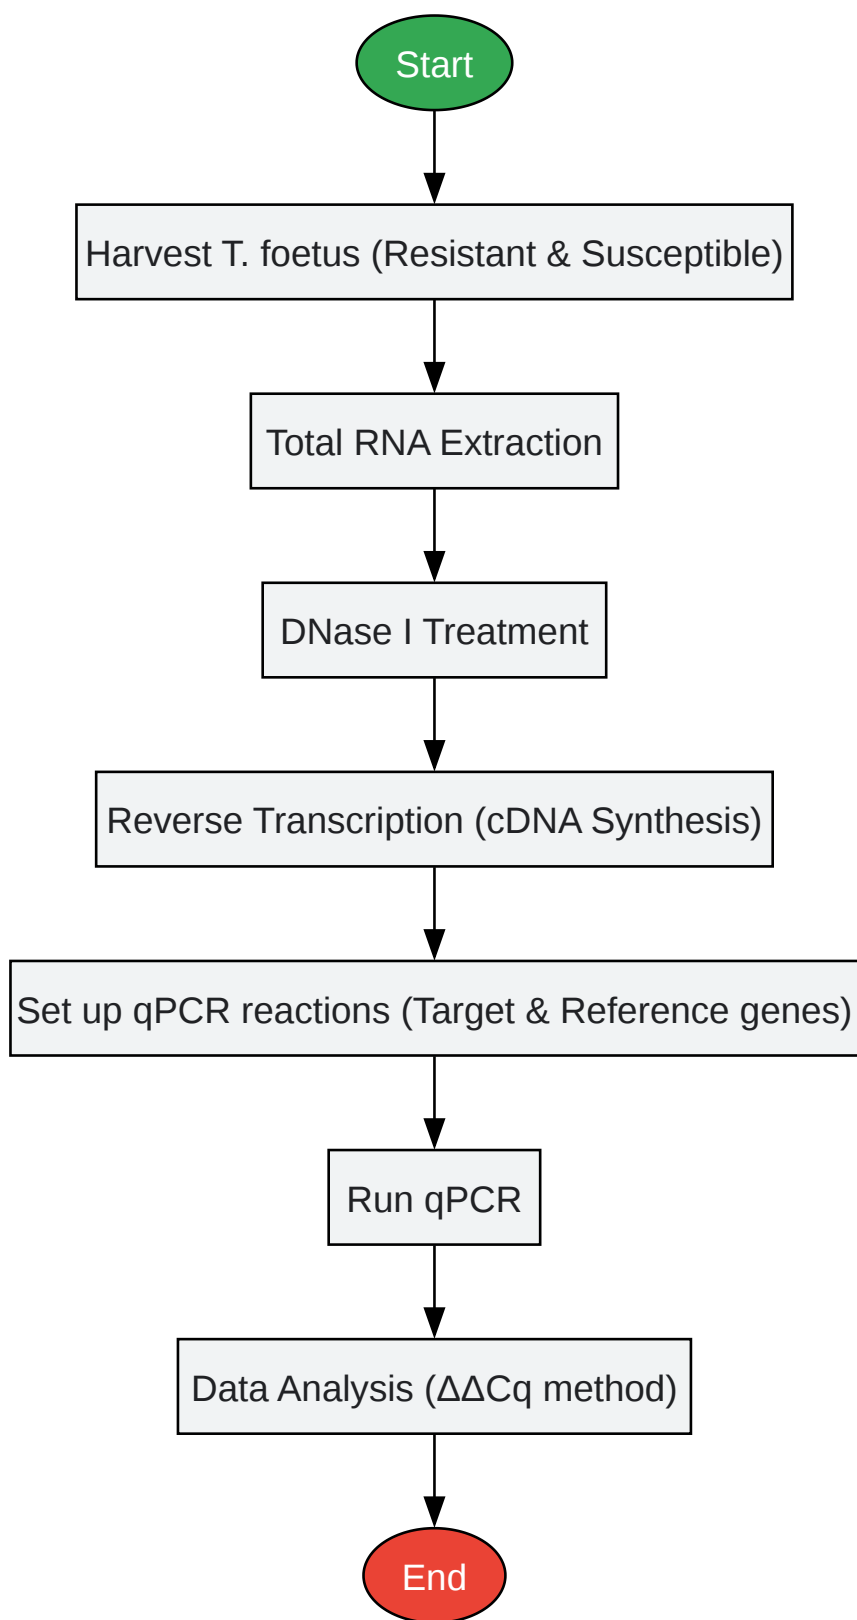 Start
Harvest T. foetus (Resistant & Susceptible)
Total RNA Extraction
DNase I Treatment
Reverse Transcription (cDNA Synthesis)
Set up qPCR reactions (Target & Reference genes)
Run qPCR
Data Analysis (ΔΔCq method)
End